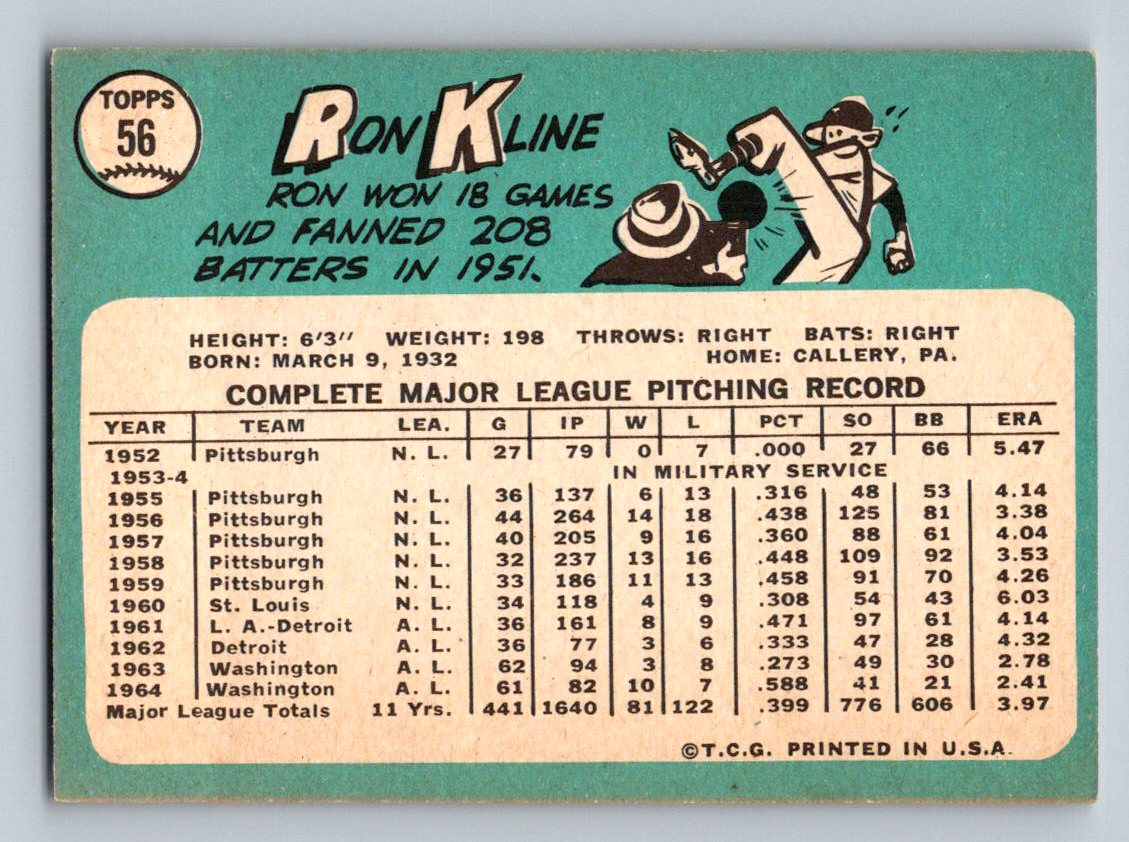 TOPPS
56
RON KLINE
RON WON 18 GAMES
AND FANNED 208
BATTERS IN 1951.
HEIGHT: 6'3" WEIGHT: 198 THROWS: RIGHT BATS: RIGHT
BORN: MARCH 9, 1932 HOME: CALLERY, PA.
COMPLETE MAJOR LEAGUE PITCHING RECORD
YEAR TEAM LEA. G IP W L PCT SO BB ERA
1952 Pittsburgh N. L. 27 79 0 7 .000 27 66 5.47
1953-4 IN MILITARY SERVICE
1955 Pittsburgh N. L. 36 137 6 13 .316 48 53 4.14
1956 Pittsburgh N. L. 44 264 14 18 .438 125 81 3.38
1957 Pittsburgh N. L. 40 205 9 16 .360 88 61 4.04
1958 Pittsburgh N. L. 32 237 13 16 .448 109 92 3.53
1959 Pittsburgh N. L. 33 186 11 13 .458 91 70 4.26
1960 St. Louis N. L. 34 118 4 9 .308 54 43 6.03
1961 L. A.-Detroit A. L. 36 161 8 9 .471 97 61 4.14
1962 Detroit A. L. 36 77 3 6 .333 47 28 4.32
1963 Washington A. L. 62 94 3 8 .273 49 30 2.78
1964 Washington A. L. 61 82 10 7 .588 41 21 2.41
Major League Totals 11 Yrs. 441 1640 81 122 .399 776 606 3.97
©T.C.G. PRINTED IN U.S.A.